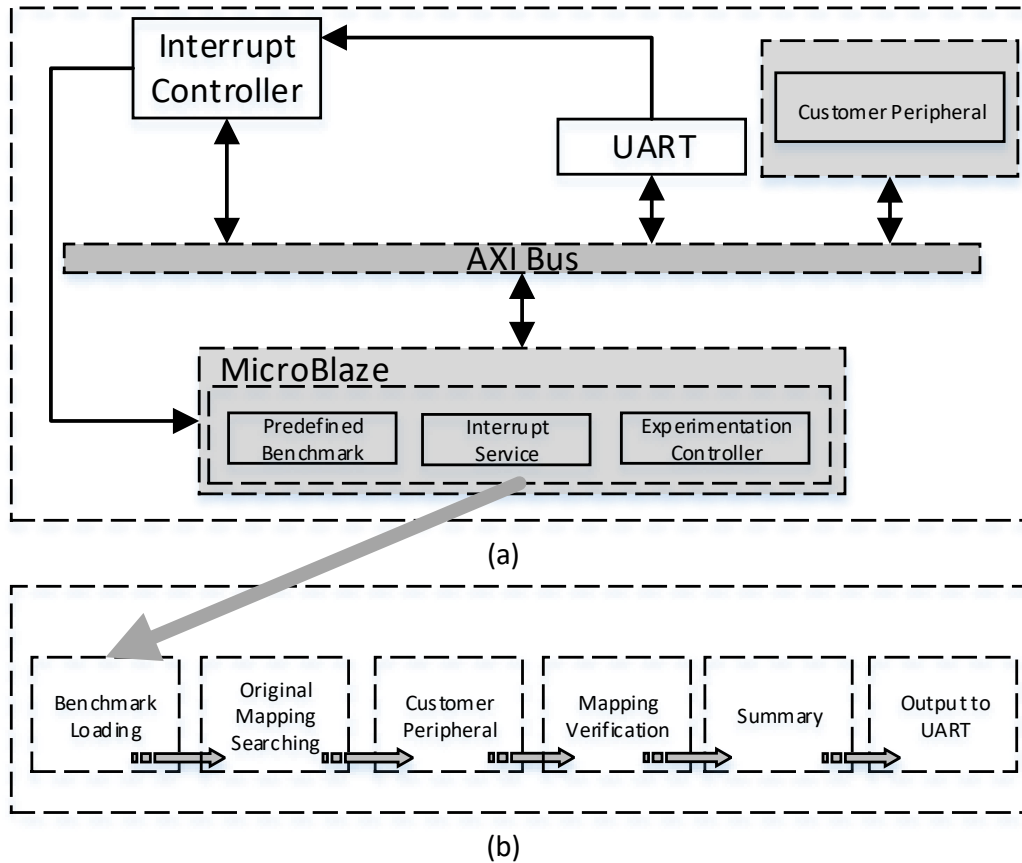 Interrupt
Controller
UART
Customer Peripheral
AXI Bus
MicroBlaze
Predefined
Benchmark
Interrupt
Service
Experimentation
Controller
(a)
Benchmark
Loading
Original
Mapping
Searching
Customer
Peripheral
Mapping
Verification
Summary
Output to
UART
(b)